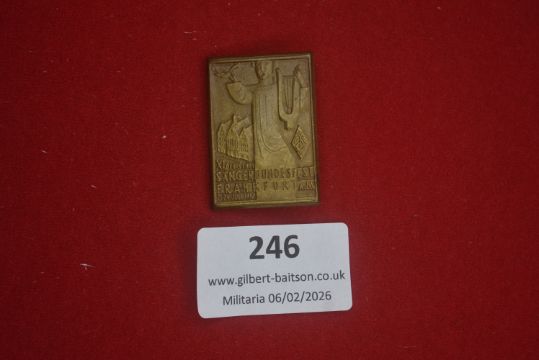 SÄNGERBUNDESFEST
FRANKFURT
246
www.gilbert-baitson.co.uk
Militaria 06/02/2026